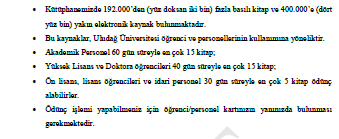 • Kütüphanemizde 192.000'den (yüz doksan iki bin) fazla basılı kitap ve 400.000'e (dört
yüz bin) yakın elektronik kaynak bulunmaktadır.
• Bu kaynaklar, Uludağ Üniversitesi öğrenci ve personellerinin kullanımına yöneliktir.
• Akademik Personel 60 gün süreyle en çok 15 kitap;
• Yüksek Lisans ve Doktora öğrencileri 40 gün süreyle en çok 15 kitap;
• Ön lisans, lisans öğrencileri ve idari personel 30 gün süreyle en çok 5 kitap ödünç
alabilirler.
• Ödünç işlemi yapabilmeniz için öğrenci/personel kartınızın yanınızda bulunması
gerekmektedir.